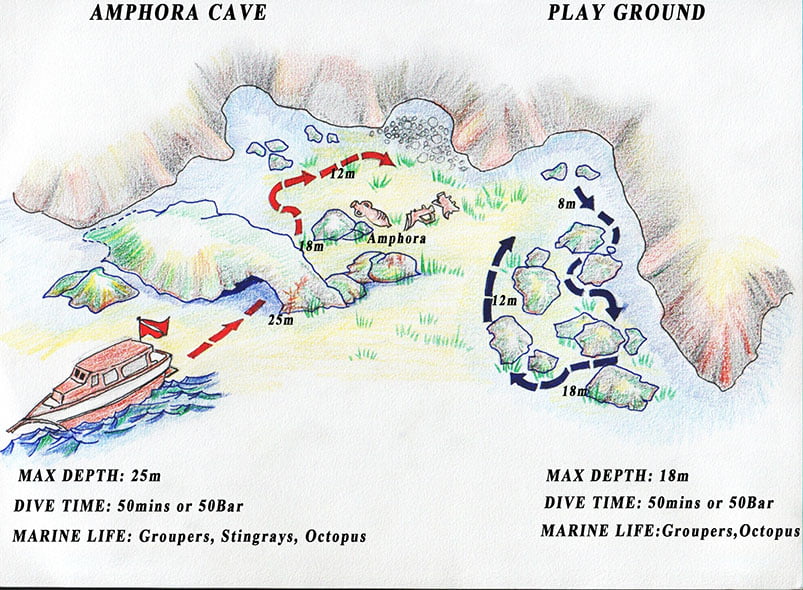 AMPHORA CAVE
PLAY GROUND
12m
8m
18m
Amphora
12m
25m
18m
MAX DEPTH: 25m
DIVE TIME: 50mins or 50Bar
MARINE LIFE: Groupers, Stingrays, Octopus
MAX DEPTH: 18m
DIVE TIME: 50mins or 50Bar
MARINE LIFE:Groupers,Octopus